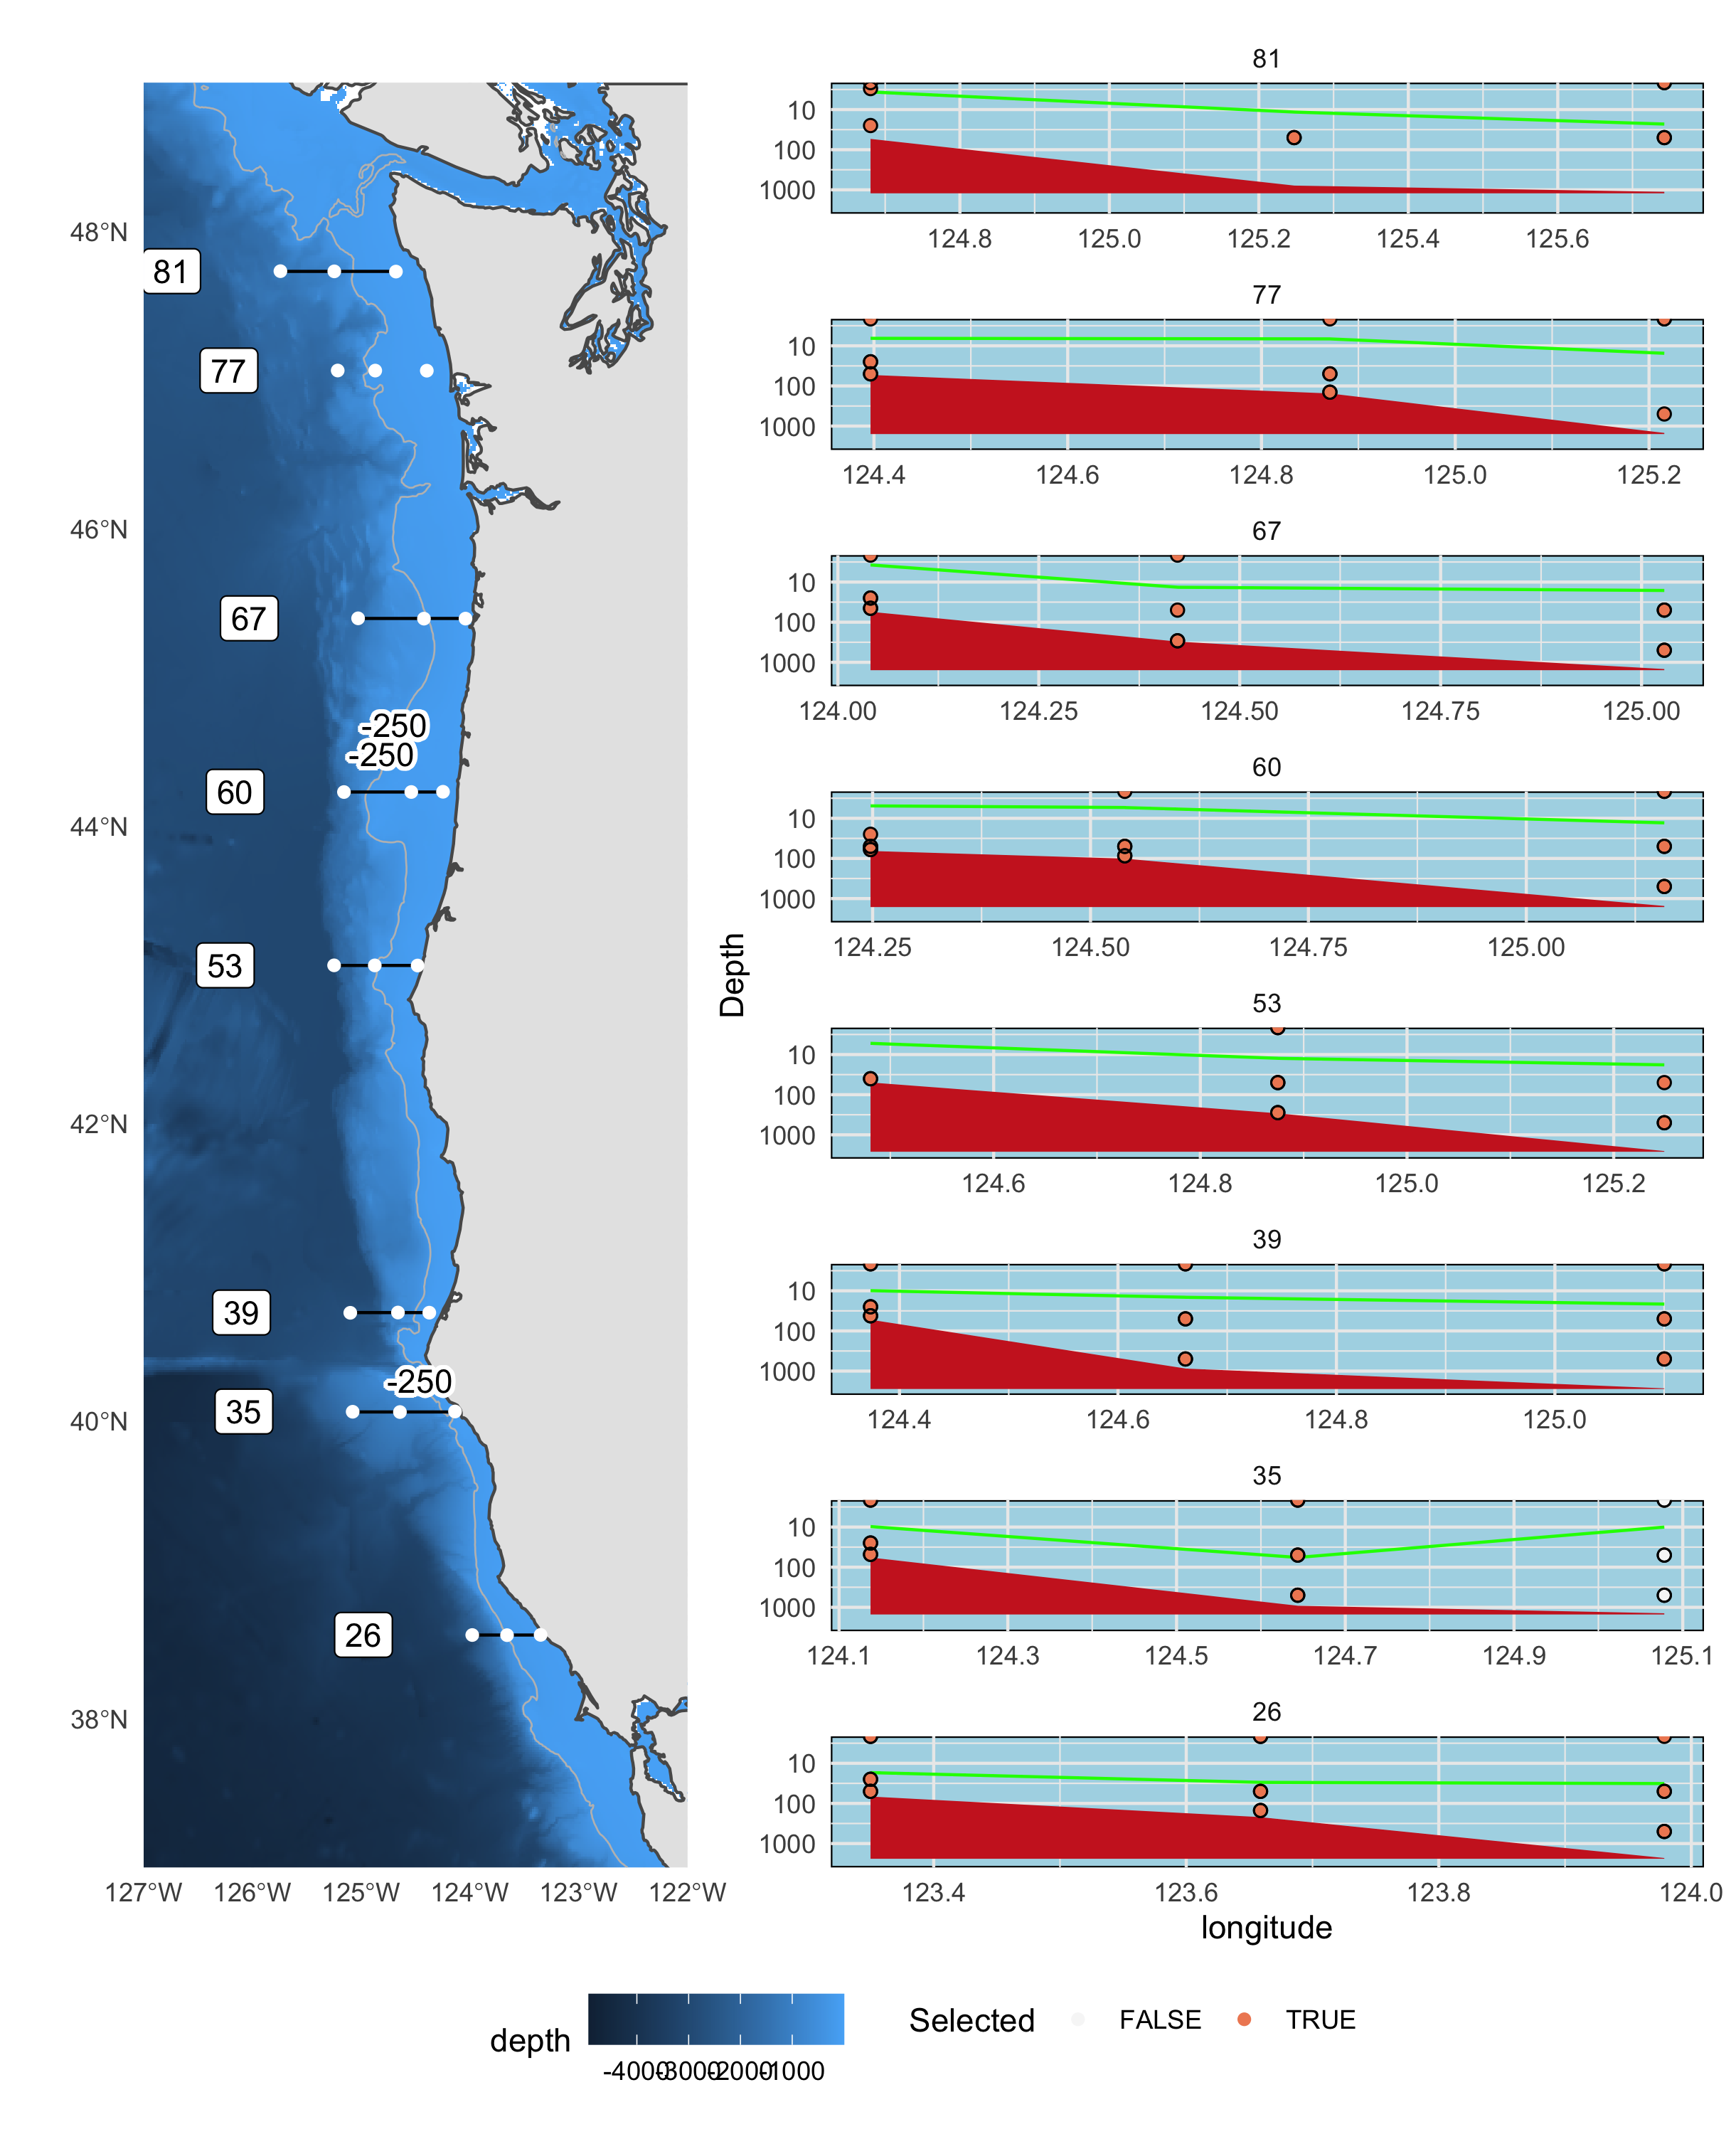 48°N
46°N
44°N
42°N
40°N
38°N
127°W 126°W 125°W 124°W 123°W 122°W
81
77
67
-250
-250
60
53
39
-250
35
26
Depth
81
10
100
1000
124.8 125.0 125.2 125.4 125.6
77
10
100
1000
124.4 124.6 124.8 125.0 125.2
67
10
100
1000
124.00 124.25 124.50 124.75 125.00
60
10
100
1000
124.25 124.50 124.75 125.00
53
10
100
1000
124.6 124.8 125.0 125.2
39
10
100
1000
124.4 124.6 124.8 125.0
35
10
100
1000
124.1 124.3 124.5 124.7 124.9 125.1
26
10
100
1000
123.4 123.6 123.8 124.0
longitude
depth
-4000 -3000 -2000 -1000
Selected FALSE TRUE